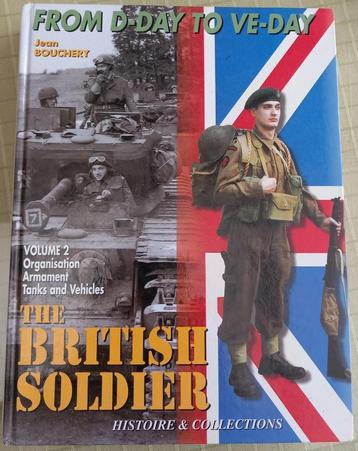 FROM D-DAY TO VE-DAY
Jean
BOUCHERY
7
VOLUME 2
Organisation
Armament
Tanks and Vehicles
THE
BRITISH
SOLDIER
HISTOIRE & COLLECTIONS